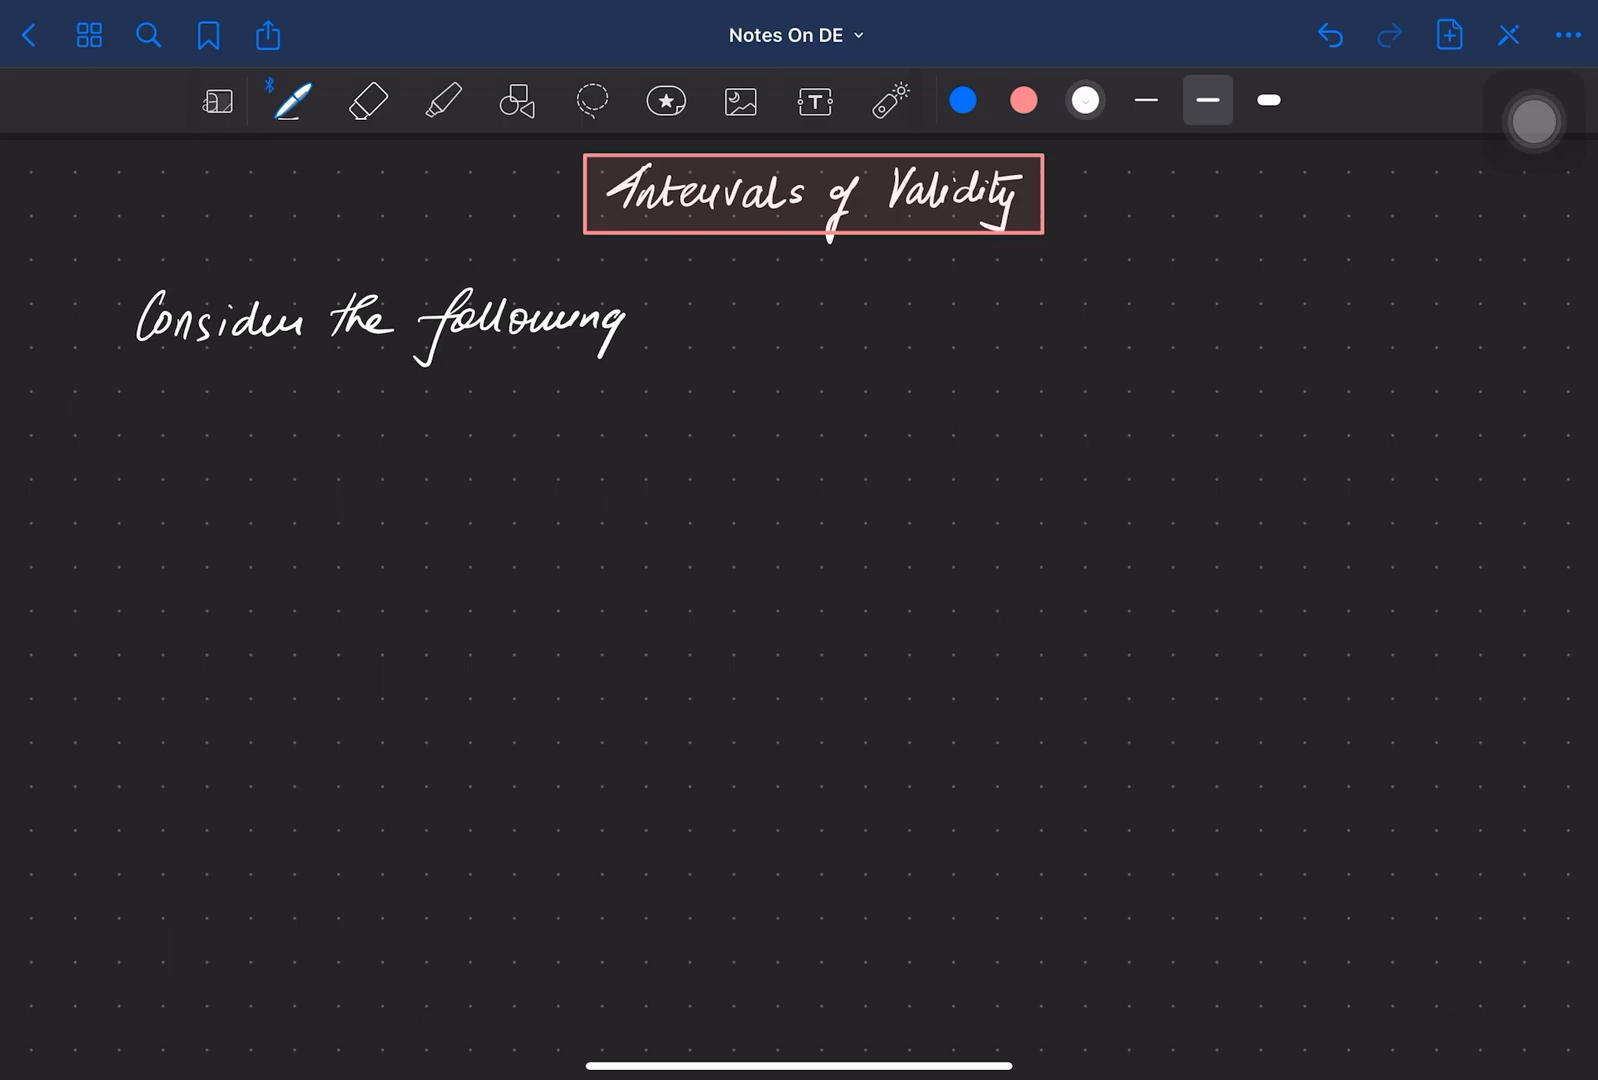 Notes On DE
Intervals of Validity
Consider the following